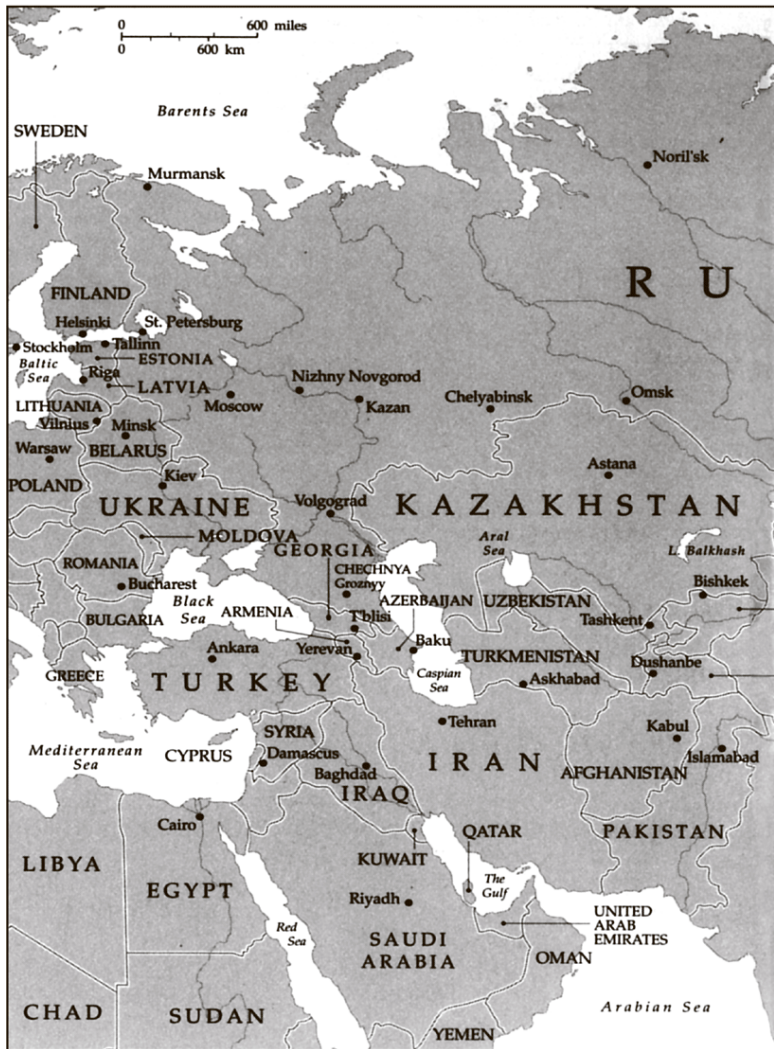 0 600 miles
0 600 km
Barents Sea
SWEDEN
Noril'sk
Murmansk
R U
FINLAND
Helsinki
St. Petersburg
Stockholm
Tallinn
Baltic
Sea
ESTONIA
Riga
LATVIA
Nizhny Novgorod
Moscow
Kazan
Chelyabinsk
Omsk
LITHUANIA
Vilnius
Minsk
BELARUS
Warsaw
POLAND
Kiev
UKRAINE
Volgograd
Astana
KAZAKHSTAN
MOLDOVA
GEORGIA
Aral
Sea
L. Balkhash
ROMANIA
Bucharest
CHECHNYA
Groznyy
Bishkek
Black
Sea
ARMENIA
AZERBAIJAN
UZBEKISTAN
BULGARIA
T'blisi
Tashkent
Ankara
Yerevan
Baku
TURKMENISTAN
Dushanbe
GREECE
TURKEY
Caspian
Sea
Askhabad
Mediterranean
Sea
CYPRUS
SYRIA
Damascus
Tehran
Kabul
Islamabad
Baghdad
IRAN
AFGHANISTAN
IRAQ
PAKISTAN
Cairo
LIBYA
EGYPT
KUWAIT
QATAR
The
Gulf
Riyadh
Red
Sea
SAUDI
ARABIA
UNITED
ARAB
EMIRATES
OMAN
CHAD
SUDAN
YEMEN
Arabian Sea